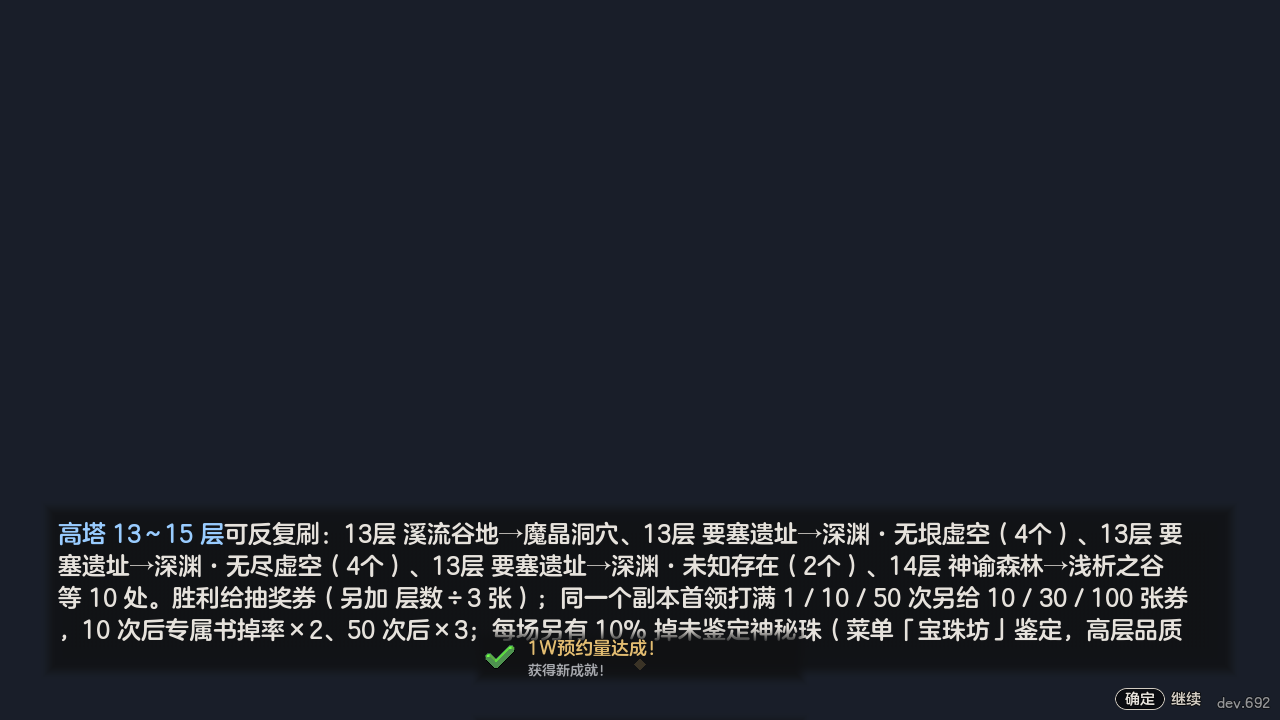 高塔 13~15 层可反复刷：13层 溪流谷地→魔晶洞穴、13层 要塞遗址→深渊·无垠虚空（4个）、13层 要
塞遗址→深渊·无尽虚空（4个）、13层 要塞遗址→深渊·未知存在（2个）、14层 神谕森林→浅析之谷
等 10 处。胜利给抽奖券（另加 层数÷3 张）；同一个副本首领打满 1 / 10 / 50 次另给 10 / 30 / 100 张券
，10 次后专属书掉率×2、50 次后×3；每场另有 10% 掉未鉴定神秘珠（菜单「宝珠坊」鉴定，高层品质
1W预约量达成！
获得新成就！
确定 继续
dev.692